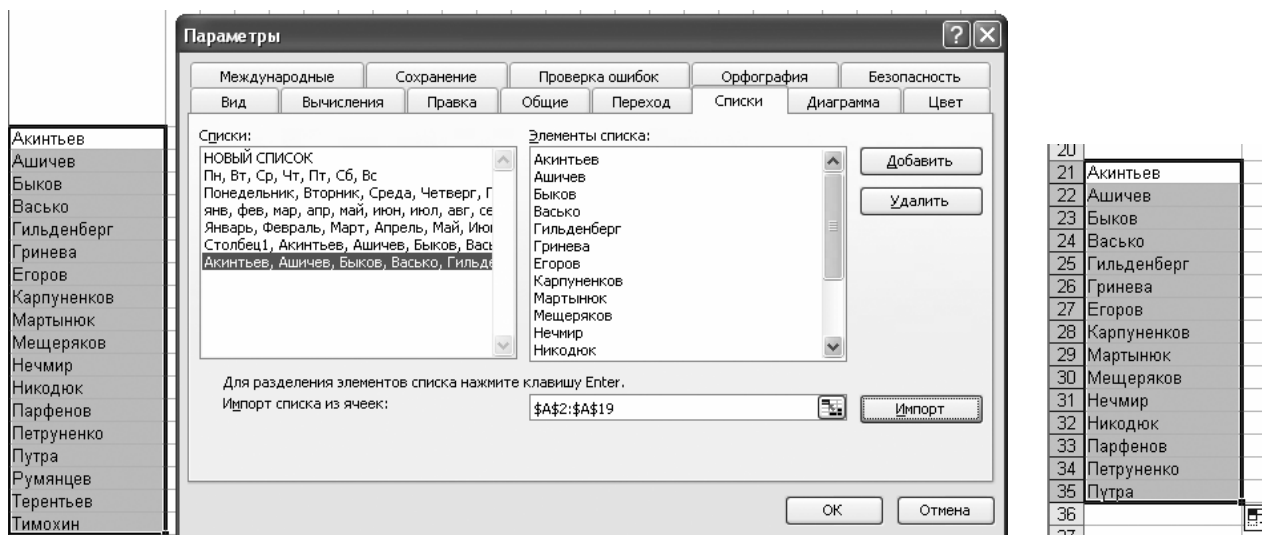 Акинтьев
Ашичев
Быков
Васько
Гильденберг
Гринева
Егоров
Карпуненков
Мартынюк
Мещеряков
Нечмир
Никодюк
Парфенов
Петруненко
Путра
Румянцев
Терентьев
Тимохин
Параметры
Международные Сохранение Проверка ошибок Орфография Безопасность
Вид Вычисления Правка Общие Переход Списки Диаграмма Цвет
Списки:
НОВЫЙ СПИСОК
Пн, Вт, Ср, Чт, Пт, Сб, Вс
Понедельник, Вторник, Среда, Четверг, П
янв, фев, мар, апр, май, июн, июл, авг, се
Январь, Февраль, Март, Апрель, Май, Июн
Столбец1, Акинтьев, Ашичев, Быков, Вась
Акинтьев, Ашичев, Быков, Васько, Гильде
Элементы списка:
Акинтьев
Ашичев
Быков
Васько
Гильденберг
Гринева
Егоров
Карпуненков
Мартынюк
Мещеряков
Нечмир
Никодюк
Добавить
Удалить
Для разделения элементов списка нажмите клавишу Enter.
Импорт списка из ячеек: $A$2:$A$19 Импорт
ОК Отмена
20
21 Акинтьев
22 Ашичев
23 Быков
24 Васько
25 Гильденберг
26 Гринева
27 Егоров
28 Карпуненков
29 Мартынюк
30 Мещеряков
31 Нечмир
32 Никодюк
33 Парфенов
34 Петруненко
35 Путра
36
37